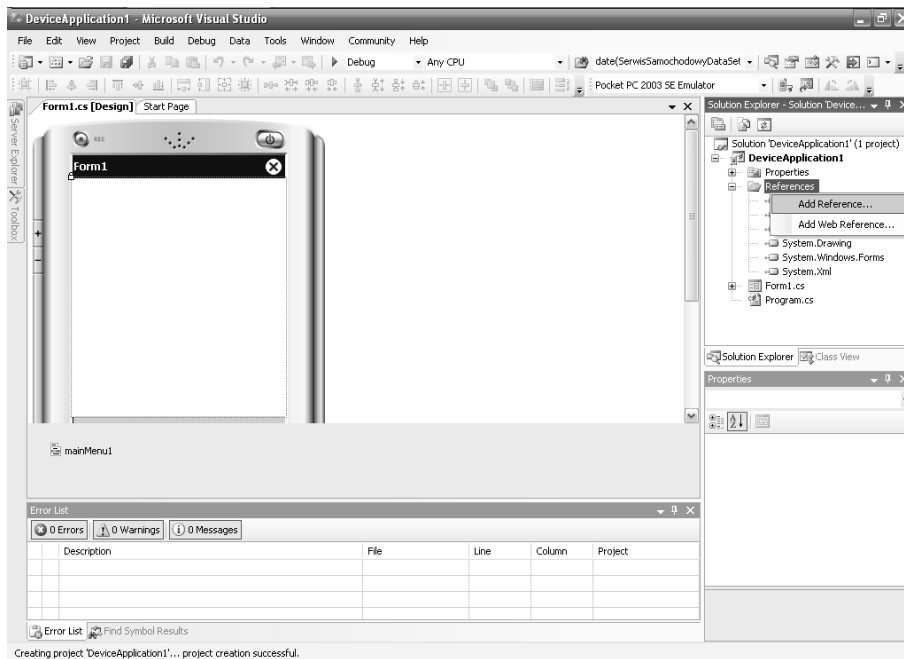 DeviceApplication1 - Microsoft Visual Studio
File Edit View Project Build Debug Data Tools Window Community Help
Debug Any CPU date(SerwisSamochodowyDataSet
Pocket PC 2003 SE Emulator
Server Explorer
Toolbox
Form1.cs [Design] Start Page
REC
Form1
+
-
mainMenu1
Solution Explorer - Solution 'Device...
Solution 'DeviceApplication1' (1 project)
DeviceApplication1
Properties
References
Add Reference...
Add Web Reference...
System.Drawing
System.Windows.Forms
System.Xml
Form1.cs
Program.cs
Solution Explorer Class View
Properties
Error List
0 Errors 0 Warnings 0 Messages
Description File Line Column Project
Error List Find Symbol Results
Creating project 'DeviceApplication1'... project creation successful.